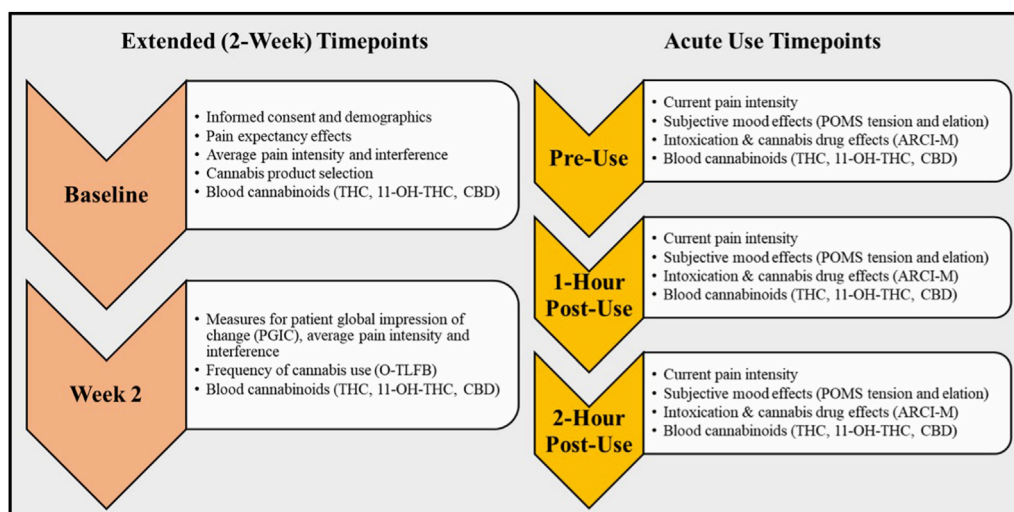 Extended (2-Week) Timepoints
Baseline
• Informed consent and demographics
• Pain expectancy effects
• Average pain intensity and interference
• Cannabis product selection
• Blood cannabinoids (THC, 11-OH-THC, CBD)
Week 2
• Measures for patient global impression of
change (PGIC), average pain intensity and
interference
• Frequency of cannabis use (O-TLFB)
• Blood cannabinoids (THC, 11-OH-THC, CBD)
Acute Use Timepoints
Pre-Use
• Current pain intensity
• Subjective mood effects (POMS tension and elation)
• Intoxication & cannabis drug effects (ARCI-M)
• Blood cannabinoids (THC, 11-OH-THC, CBD)
1-Hour
Post-Use
• Current pain intensity
• Subjective mood effects (POMS tension and elation)
• Intoxication & cannabis drug effects (ARCI-M)
• Blood cannabinoids (THC, 11-OH-THC, CBD)
2-Hour
Post-Use
• Current pain intensity
• Subjective mood effects (POMS tension and elation)
• Intoxication & cannabis drug effects (ARCI-M)
• Blood cannabinoids (THC, 11-OH-THC, CBD)